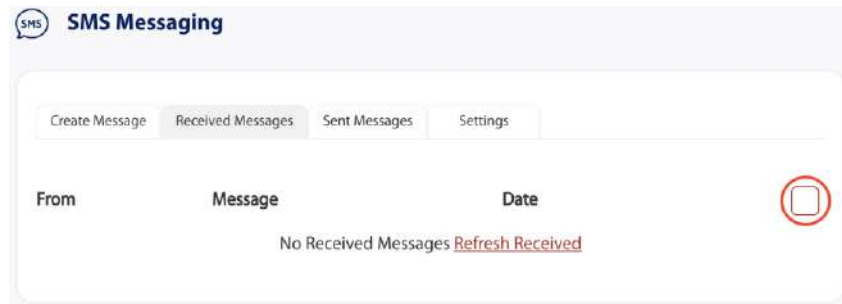 SMS SMS Messaging
Create Message Received Messages Sent Messages Settings
From Message Date
No Received Messages Refresh Received